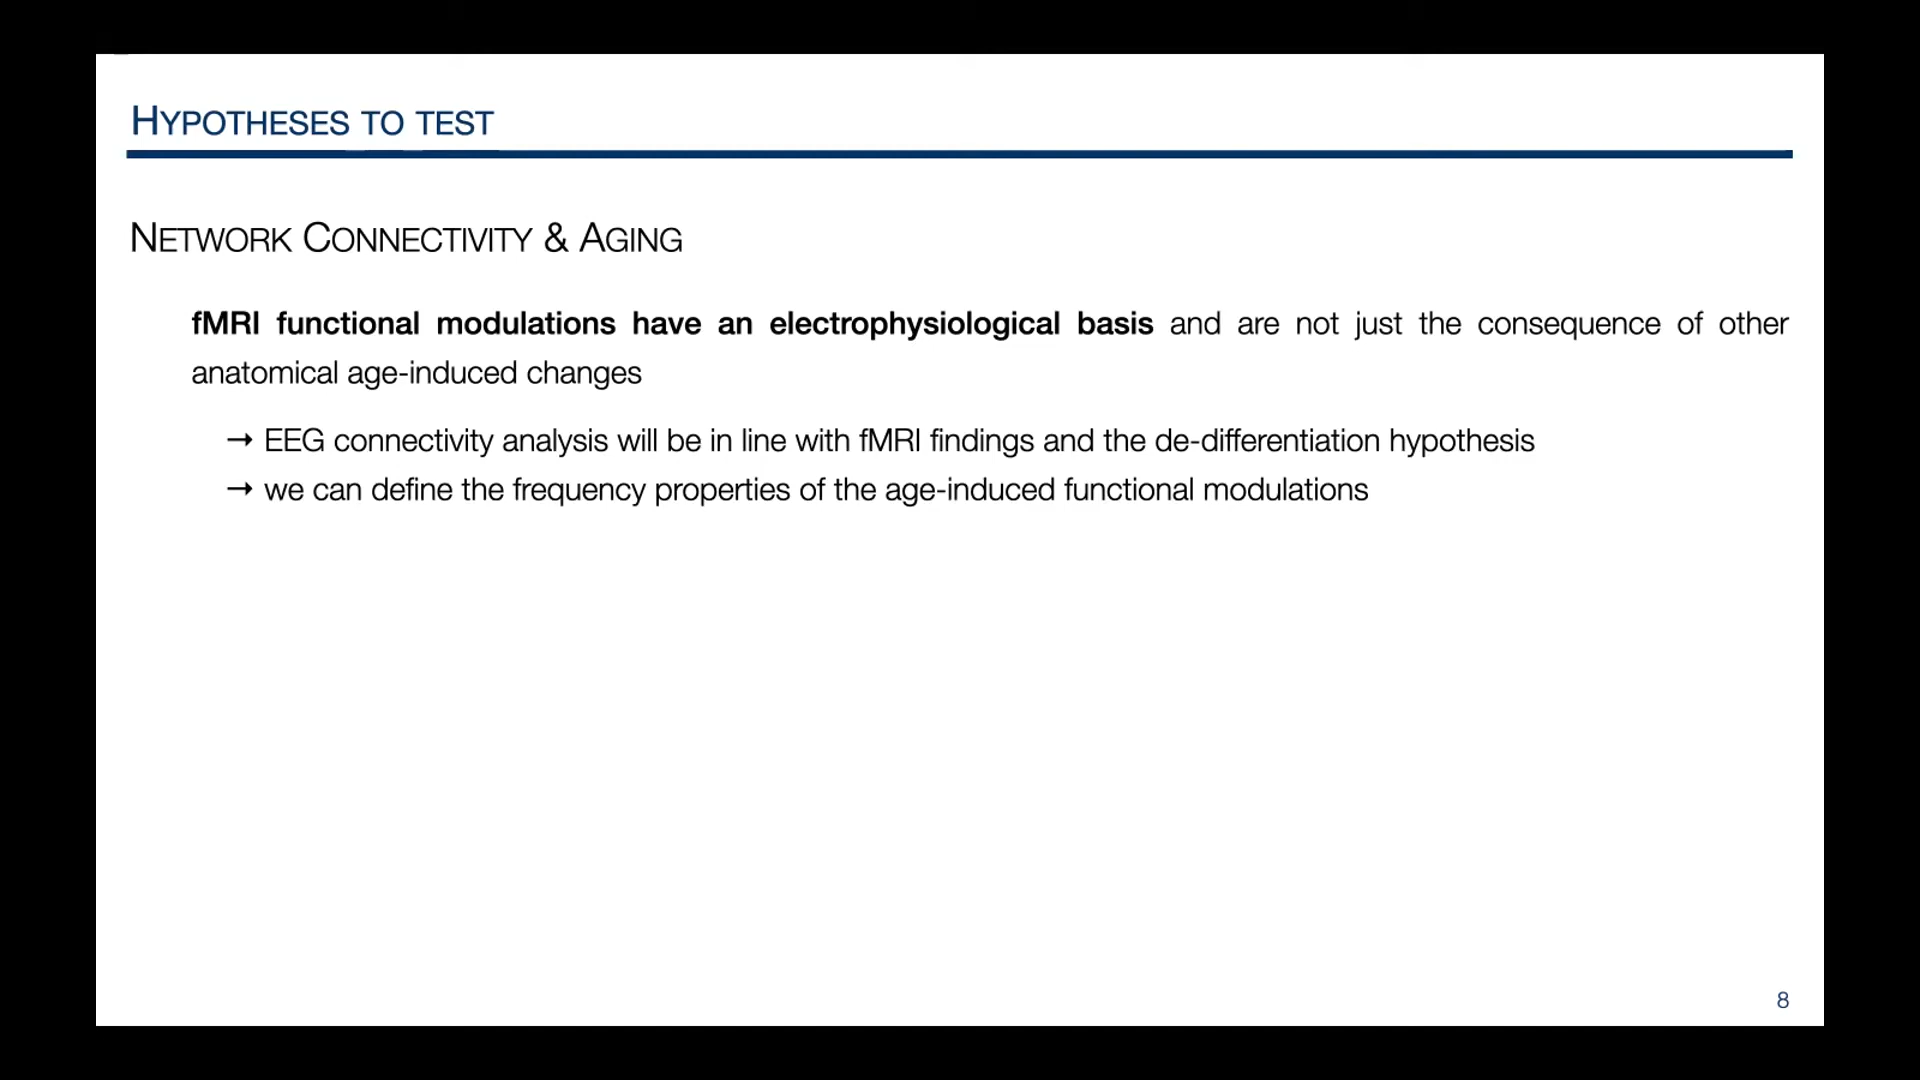 HYPOTHESES TO TEST
NETWORK CONNECTIVITY & AGING
fMRI functional modulations have an electrophysiological basis and are not just the consequence of other
anatomical age-induced changes
→ EEG connectivity analysis will be in line with fMRI findings and the de-differentiation hypothesis
→ we can define the frequency properties of the age-induced functional modulations
8